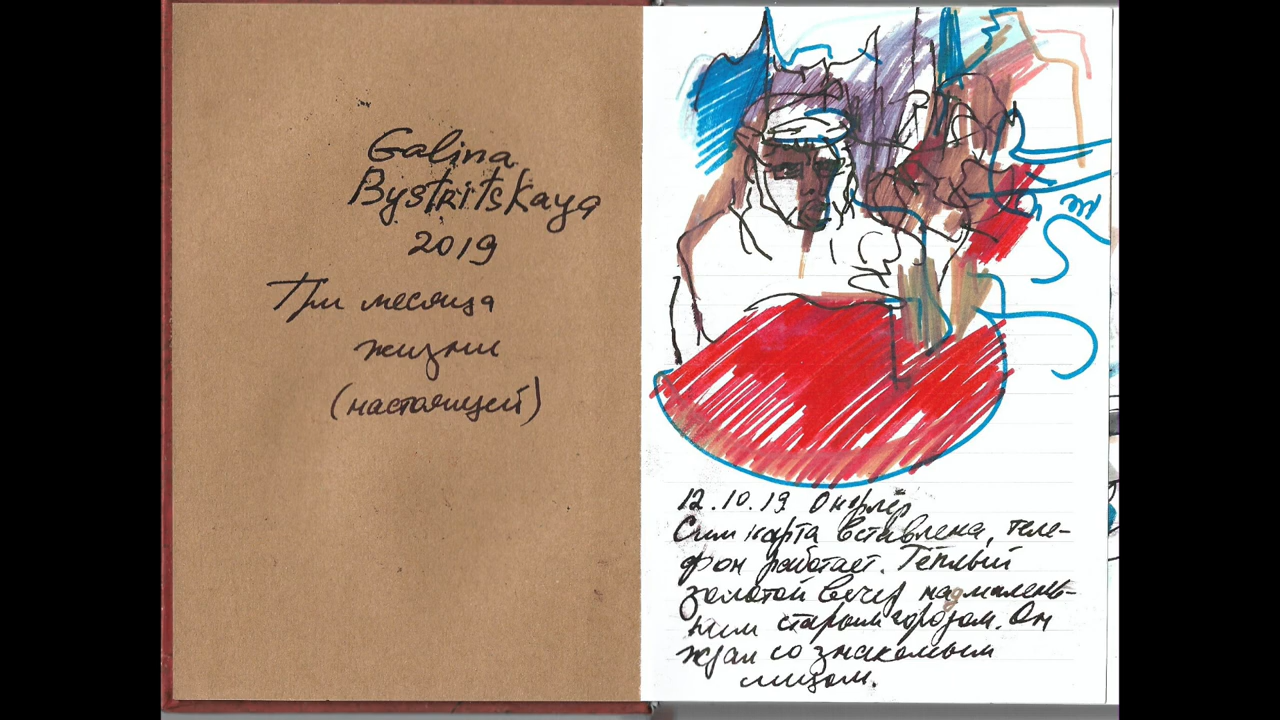 Galina
Bystritskaya
2019
Три месяца
жизни
(настоящей)
12.10.19 Онфлёр
Сим карта вставлена, теле-
фон работает. Тёплый
золотой вечер над малень-
ким старым городом. Он
ждал со знакомым
лицом.